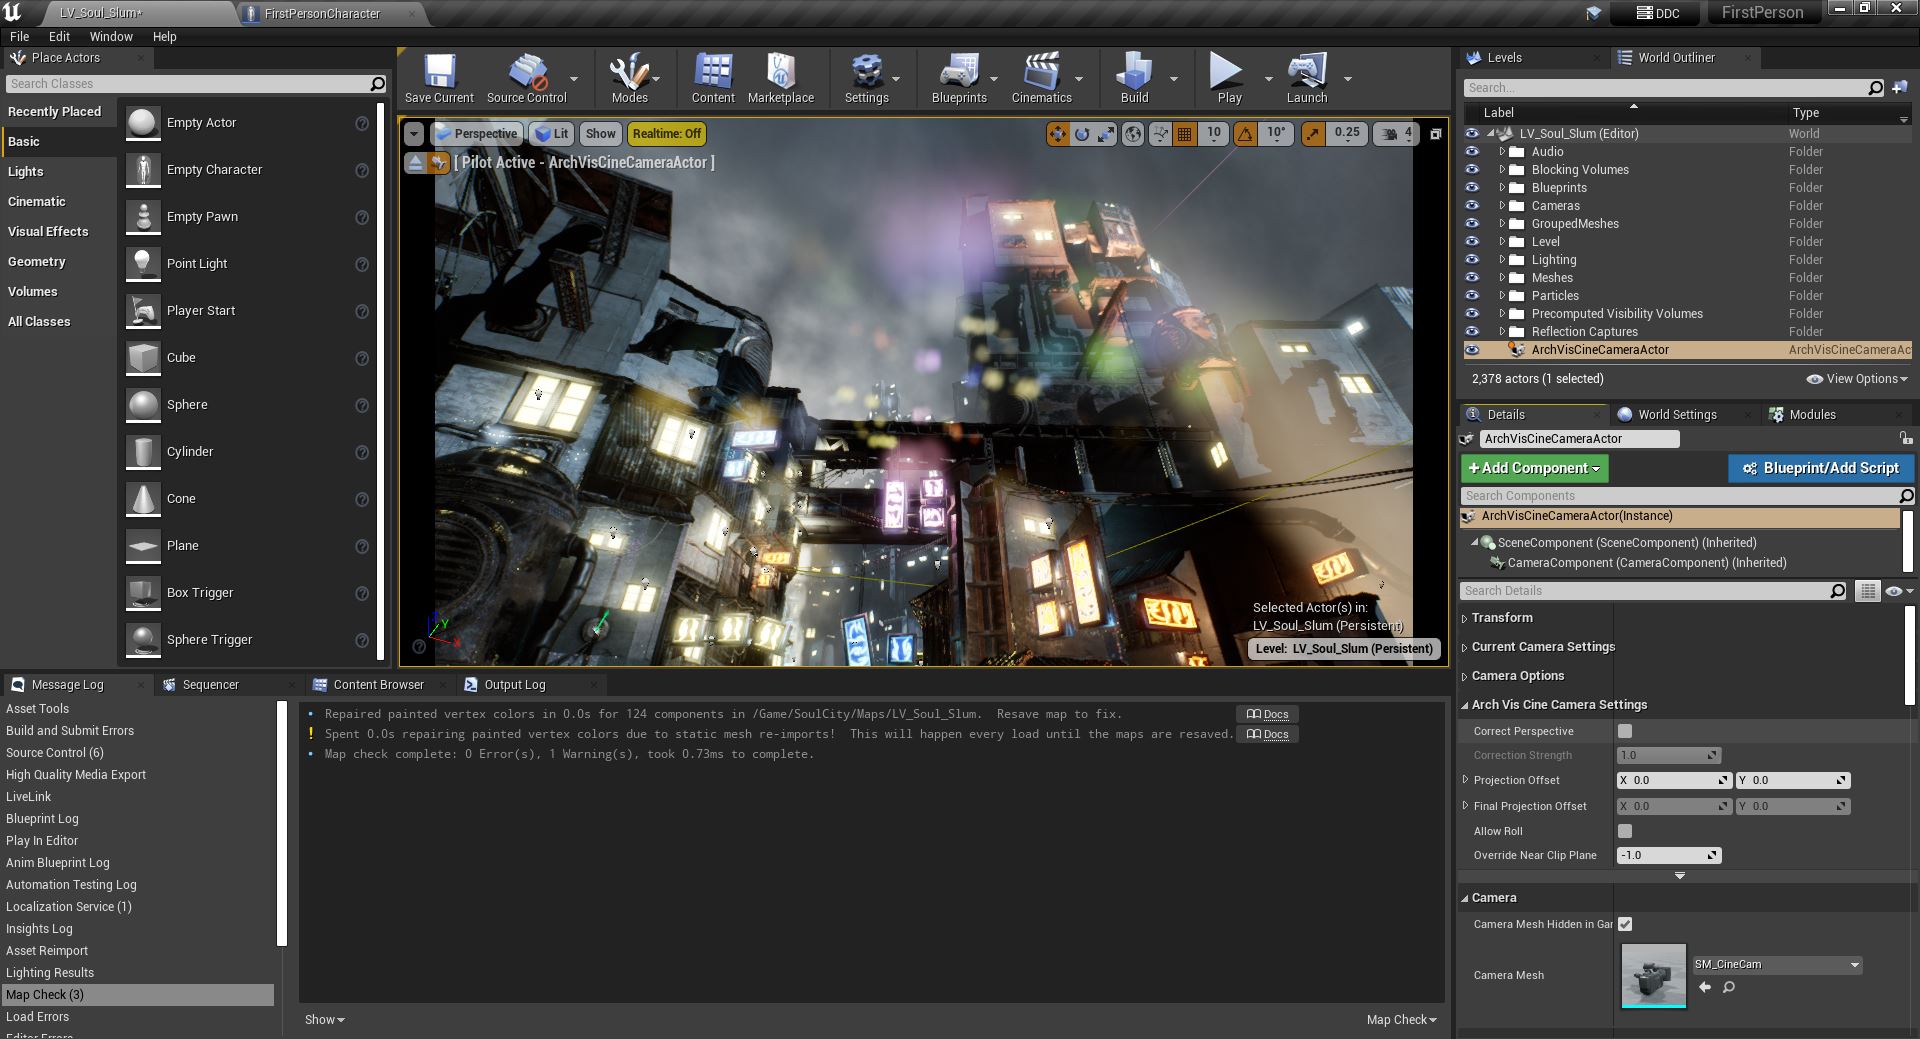 LV_Soul_Slum*
FirstPersonCharacter
DDC
FirstPerson
File Edit Window Help
Place Actors
Search Classes
Recently Placed
Basic
Lights
Cinematic
Visual Effects
Geometry
Volumes
All Classes
Empty Actor
Empty Character
Empty Pawn
Point Light
Player Start
Cube
Sphere
Cylinder
Cone
Plane
Box Trigger
Sphere Trigger
Save Current
Source Control
Modes
Content
Marketplace
Settings
Blueprints
Cinematics
Build
Play
Launch
Perspective
Lit
Show
Realtime: Off
10
10°
0.25
4
[ Pilot Active - ArchVisCineCameraActor ]
Y
X
Selected Actor(s) in:
LV_Soul_Slum (Persistent)
Level: LV_Soul_Slum (Persistent)
Levels
World Outliner
Search...
Label Type
LV_Soul_Slum (Editor) World
Audio Folder
Blocking Volumes Folder
Blueprints Folder
Cameras Folder
GroupedMeshes Folder
Level Folder
Lighting Folder
Meshes Folder
Particles Folder
Precomputed Visibility Volumes Folder
Reflection Captures Folder
ArchVisCineCameraActor ArchVisCineCameraAc
2,378 actors (1 selected)
View Options
Details
World Settings
Modules
ArchVisCineCameraActor
+Add Component
Blueprint/Add Script
Search Components
ArchVisCineCameraActor(Instance)
SceneComponent (SceneComponent) (Inherited)
CameraComponent (CameraComponent) (Inherited)
Search Details
Transform
Current Camera Settings
Camera Options
Arch Vis Cine Camera Settings
Correct Perspective
Correction Strength 1.0
Projection Offset X 0.0 Y 0.0
Final Projection Offset X 0.0 Y 0.0
Allow Roll
Override Near Clip Plane -1.0
Camera
Camera Mesh Hidden in Gar
Camera Mesh
SM_CineCam
Message Log
Sequencer
Content Browser
Output Log
Asset Tools
Build and Submit Errors
Source Control (6)
High Quality Media Export
LiveLink
Blueprint Log
Play In Editor
Anim Blueprint Log
Automation Testing Log
Localization Service (1)
Insights Log
Asset Reimport
Lighting Results
Map Check (3)
Load Errors
Editor Errors
Repaired painted vertex colors in 0.0s for 124 components in /Game/SoulCity/Maps/LV_Soul_Slum. Resave map to fix. Docs
! Spent 0.0s repairing painted vertex colors due to static mesh re-imports! This will happen every load until the maps are resaved. Docs
Map check complete: 0 Error(s), 1 Warning(s), took 0.73ms to complete.
Show
Map Check